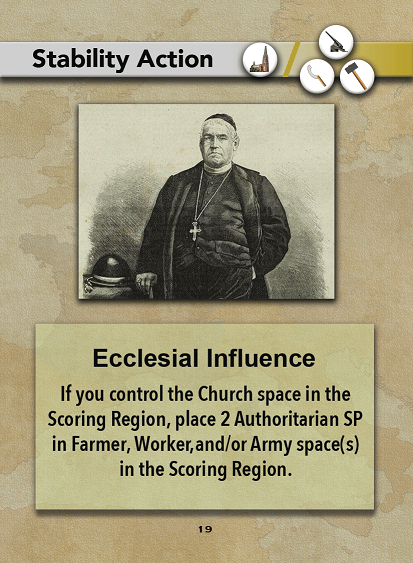 Stability Action
Ecclesial Influence
If you control the Church space in the
Scoring Region, place 2 Authoritarian SP
in Farmer, Worker,and/or Army space(s)
in the Scoring Region.
19